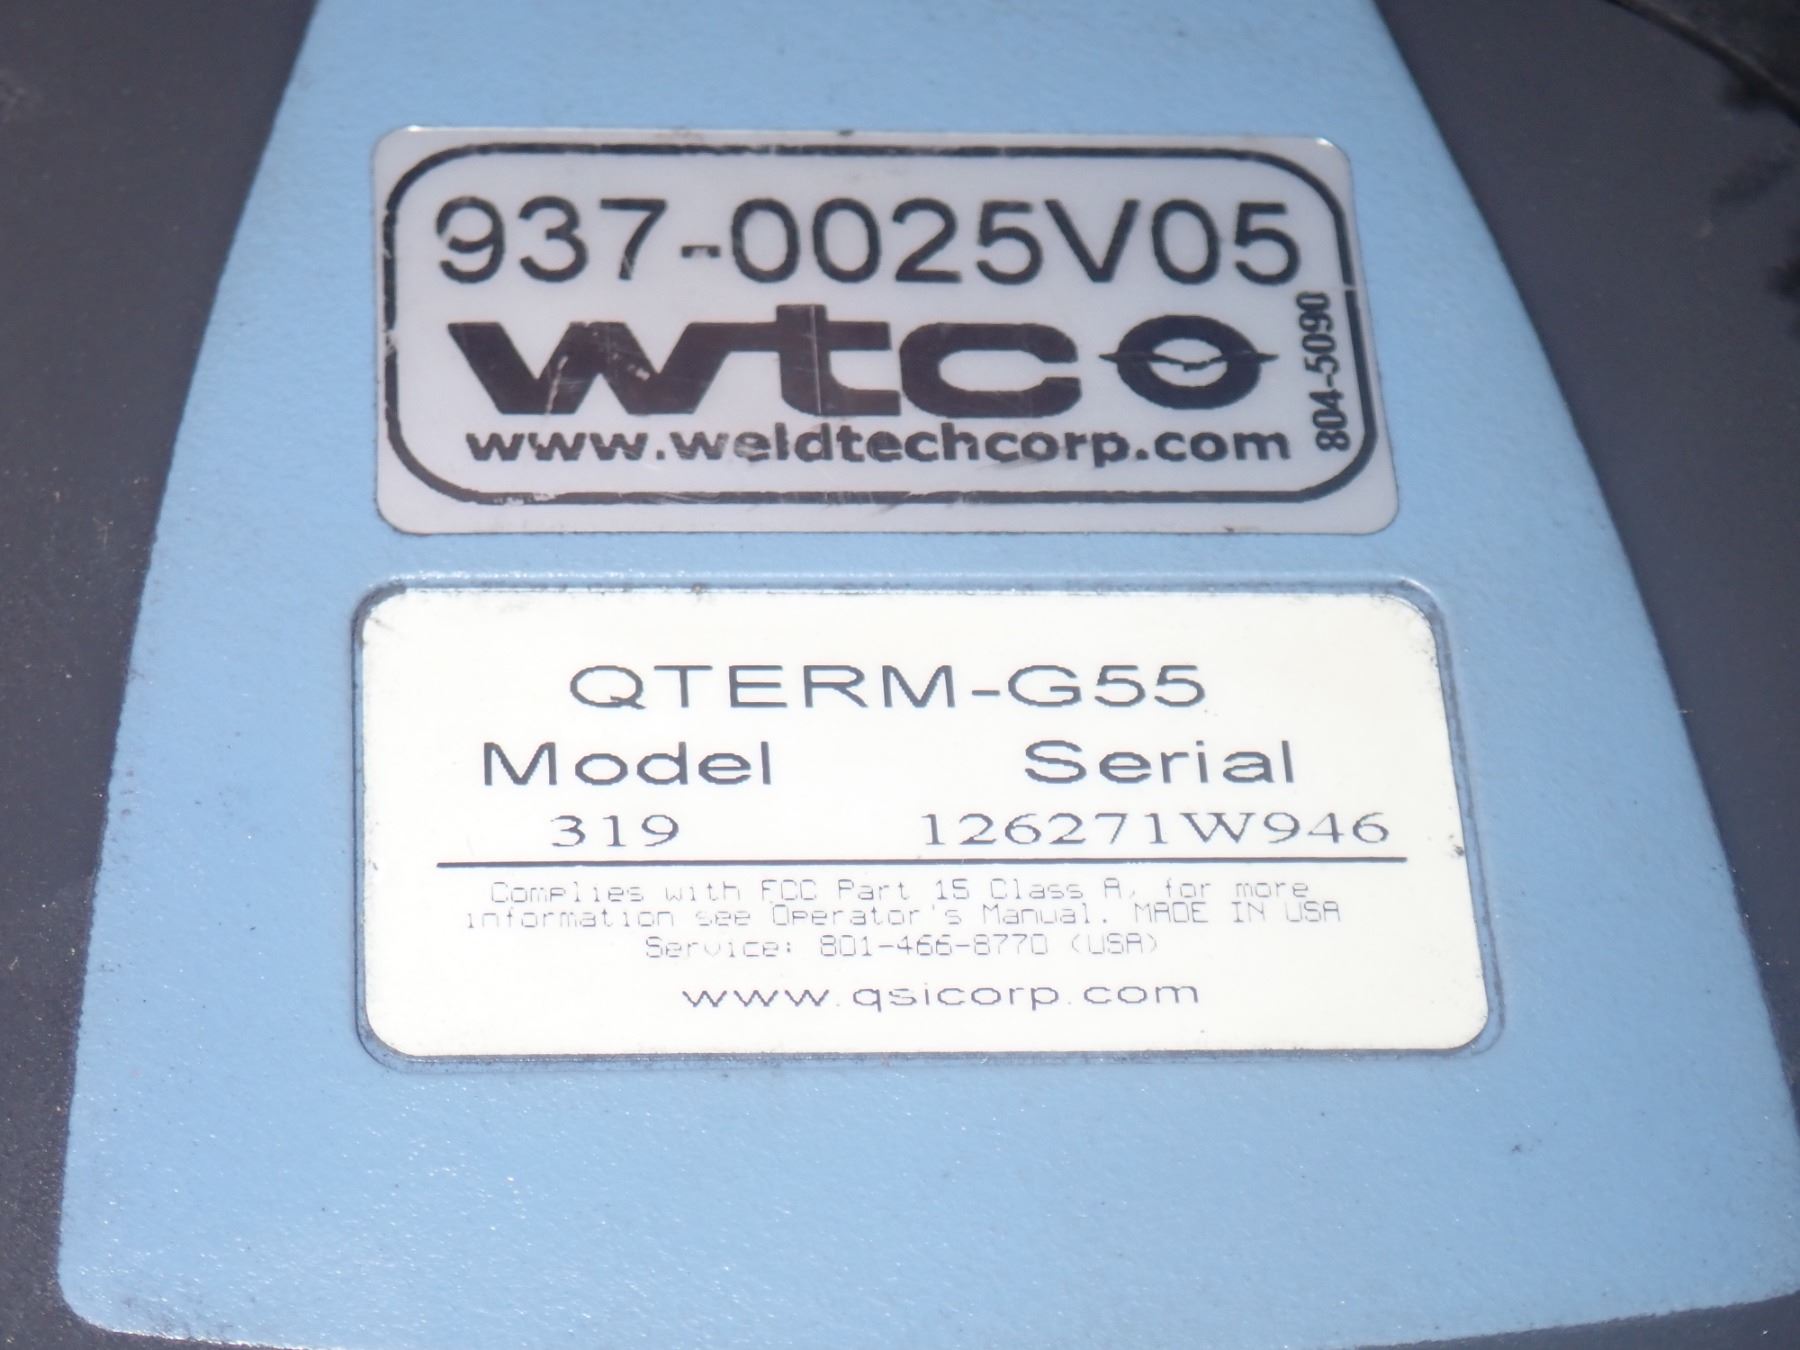 937-0025V05
wtco
804-5090
www.weldtechcorp.com
QTERM-G55
Model Serial
319 126271W946
Complies with FCC Part 15 Class A, for more
information see Operator's Manual. MADE IN USA
Service: 801-466-8770 (USA)
www.qsicorp.com